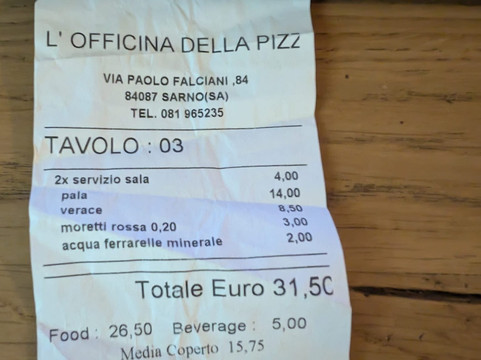 L' OFFICINA DELLA PIZZ
VIA PAOLO FALCIANI ,84
84087 SARNO(SA)
TEL. 081 965235
TAVOLO : 03
2x servizio sala 4,00
pala 14,00
verace 8,50
moretti rossa 0,20 3,00
acqua ferrarelle minerale 2,00
Totale Euro 31,50
Food : 26,50 Beverage : 5,00
Media Coperto 15,75